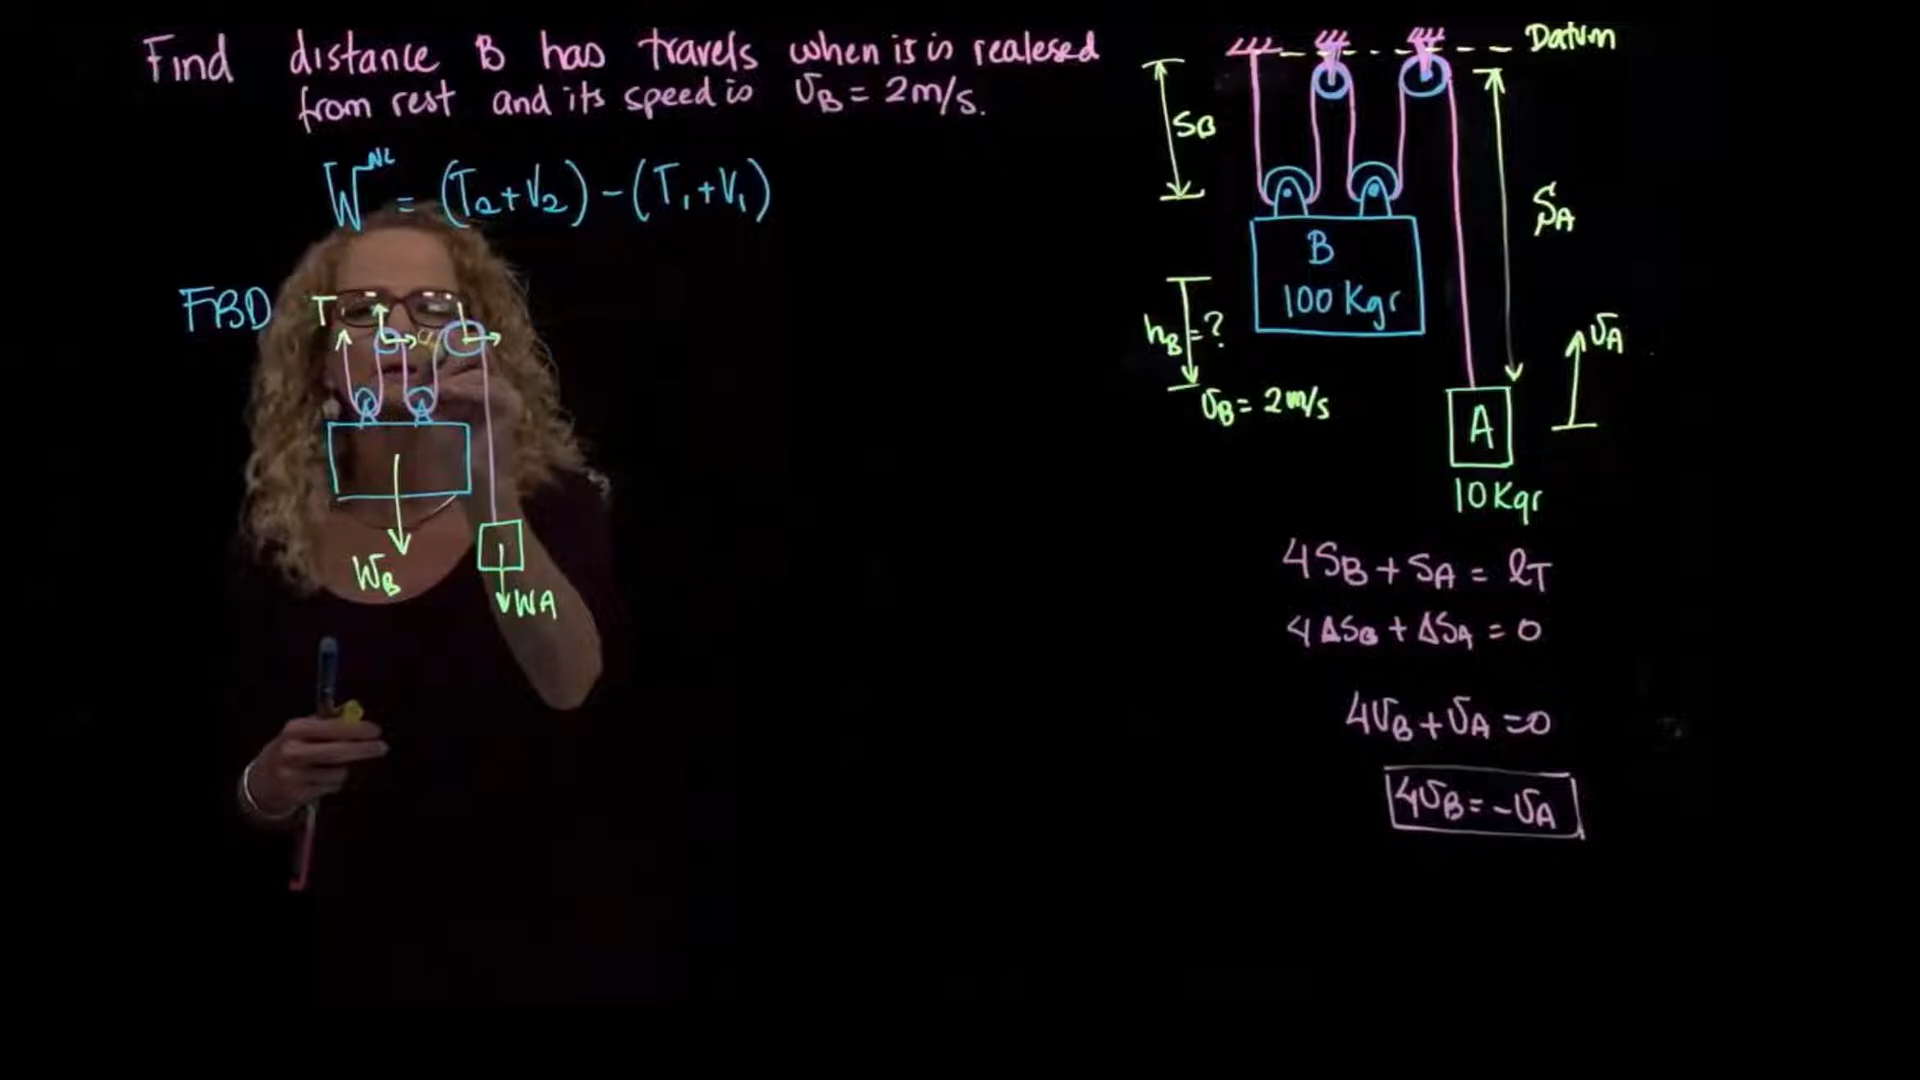 Find distance B has travels when is is realesed
from rest and its speed is υB = 2m/s.
W^NC = (T2+V2) - (T1+V1)
FBD
T
WB
WA
Datum
SB
SA
B
100 Kgr
hB = ?
υB = 2m/s
υA
A
10 Kgr
4SB + SA = lT
4ΔSB + ΔSA = 0
4υB + υA = 0
4υB = -υA